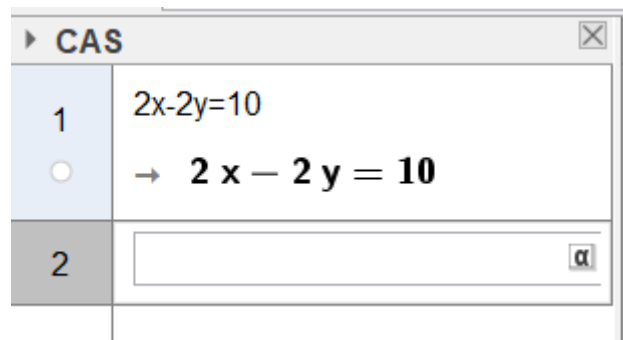 CAS
1
2x-2y=10
→ 2 x − 2 y = 10
2
α